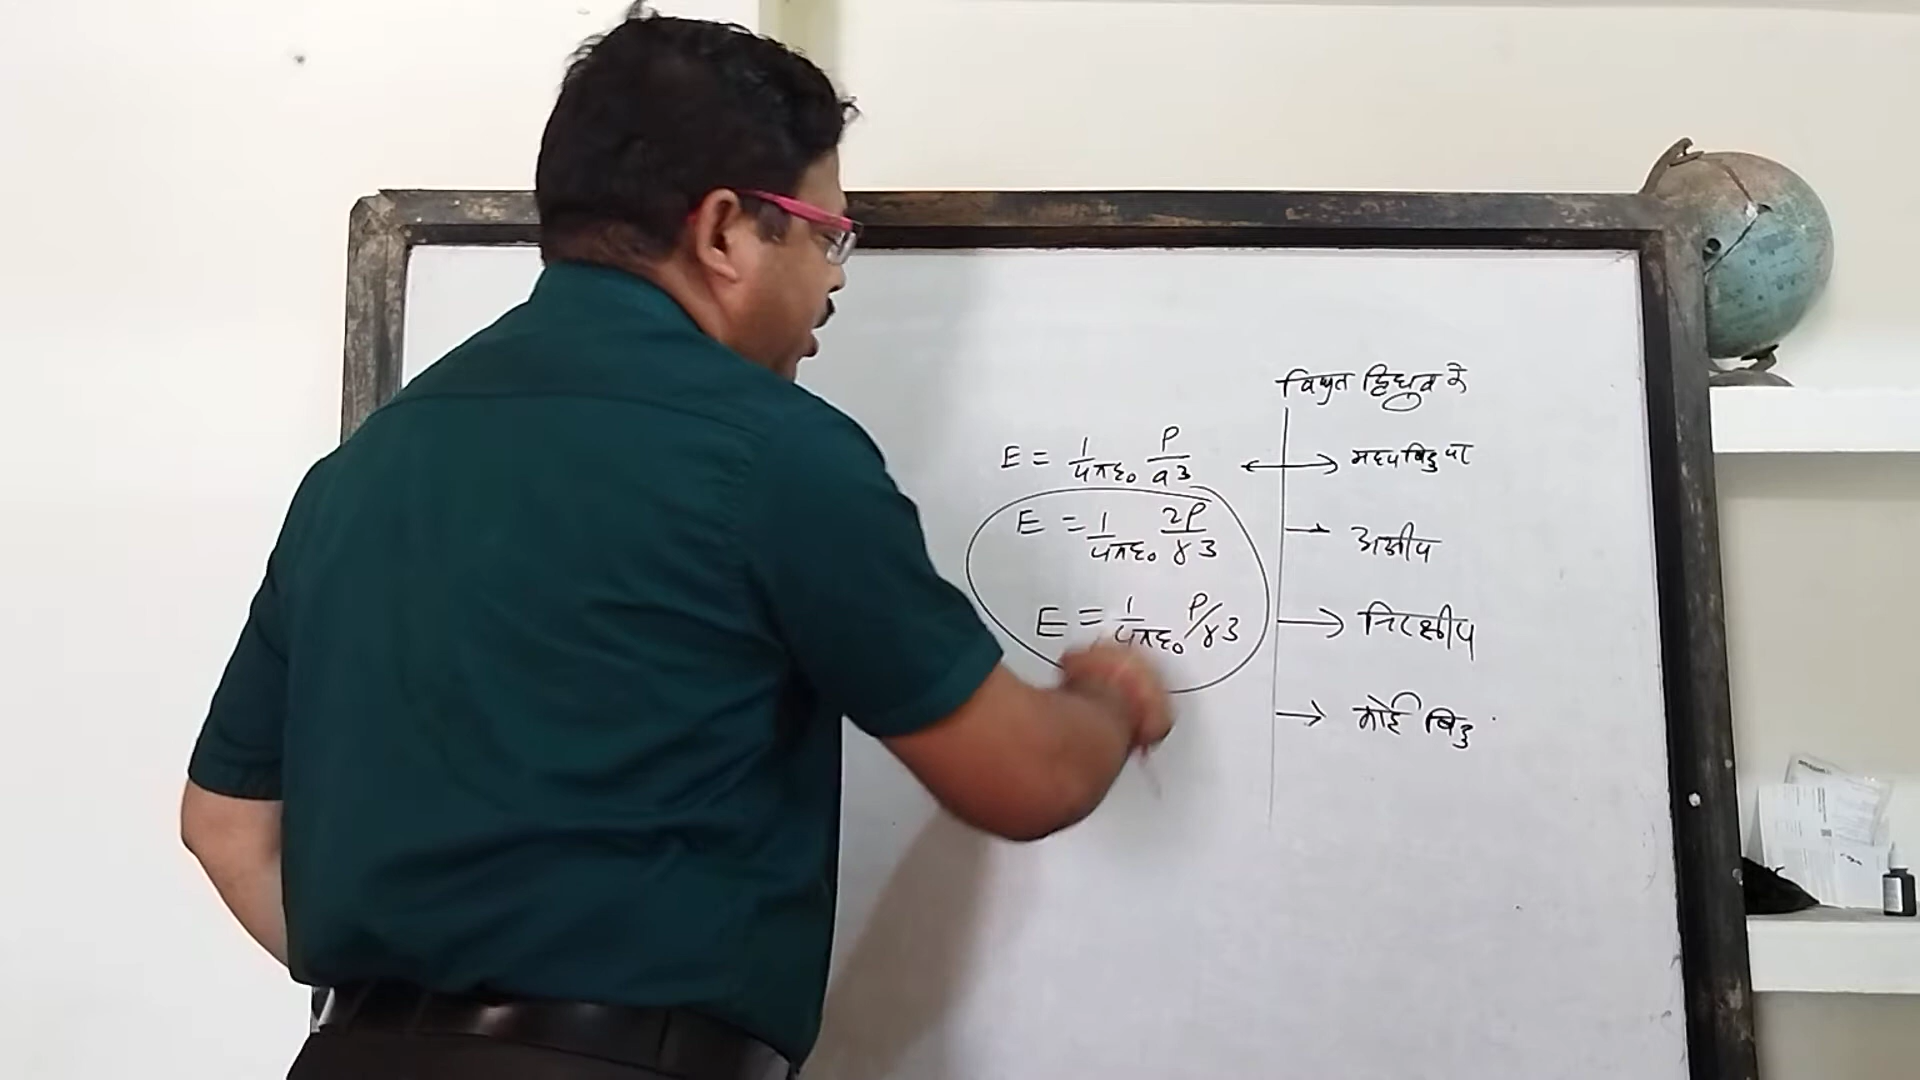 विधुत द्विध्रुव के
E = 1/4πε₀ P/a3 मध्यबिंदु पर
E = 1/4πε₀ 2P/r3 अक्षीय
E = 1/4πε₀ P/r3 निरक्षीय
कोई बिंदु